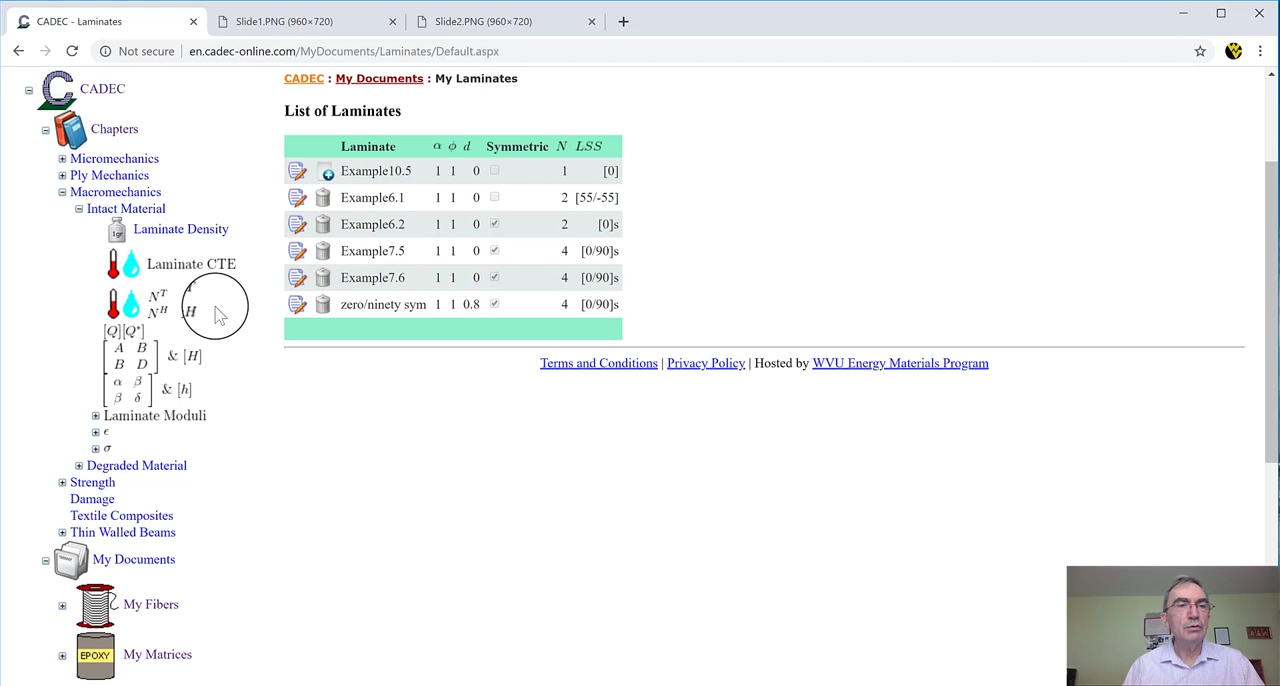 CADEC - Laminates
Slide1.PNG (960×720)
Slide2.PNG (960×720)
Not secure | en.cadec-online.com/MyDocuments/Laminates/Default.aspx
CADEC
Chapters
Micromechanics
Ply Mechanics
Macromechanics
Intact Material
1gr Laminate Density
Laminate CTE
N^T
N^H H
[Q][Q*]
A B
B D
& [H]
α β
β δ
& [h]
Laminate Moduli
ϵ
σ
Degraded Material
Strength
Damage
Textile Composites
Thin Walled Beams
My Documents
My Fibers
EPOXY My Matrices
CADEC : My Documents : My Laminates
List of Laminates
Laminate α ϕ d Symmetric N LSS
Example10.5 1 1 0 1 [0]
Example6.1 1 1 0 2 [55/-55]
Example6.2 1 1 0 2 [0]s
Example7.5 1 1 0 4 [0/90]s
Example7.6 1 1 0 4 [0/90]s
zero/ninety sym 1 1 0.8 4 [0/90]s
Terms and Conditions | Privacy Policy | Hosted by WVU Energy Materials Program